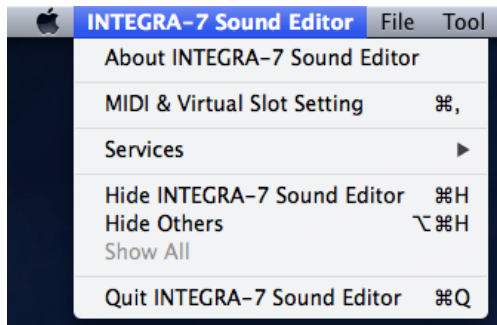 INTEGRA-7 Sound Editor File Tool
About INTEGRA-7 Sound Editor
MIDI & Virtual Slot Setting ⌘,
Services ▶
Hide INTEGRA-7 Sound Editor ⌘H
Hide Others ⌥⌘H
Show All
Quit INTEGRA-7 Sound Editor ⌘Q